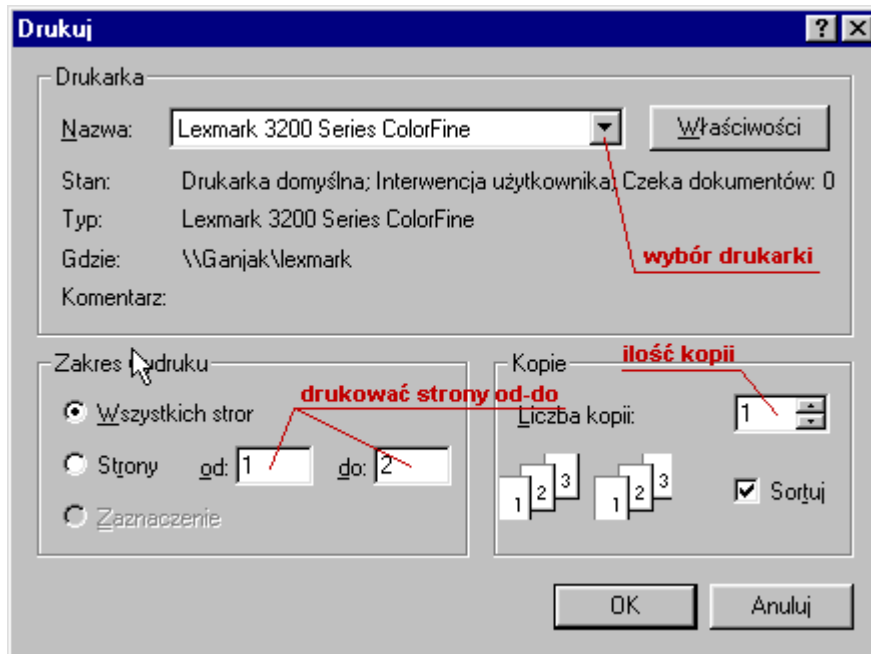 Drukuj
Drukarka
Nazwa: Lexmark 3200 Series ColorFine Właściwości
Stan: Drukarka domyślna; Interwencja użytkownika; Czeka dokumentów: 0
Typ: Lexmark 3200 Series ColorFine
Gdzie: \\Ganjak\lexmark
wybór drukarki
Komentarz:
Zakres wydruku
Kopie
ilość kopii
drukować strony od-do
Wszystkich stror
Liczba kopii: 1
Strony od: 1 do: 2
1 2 3 1 2 3
Sortuj
Zaznaczenie
OK Anuluj